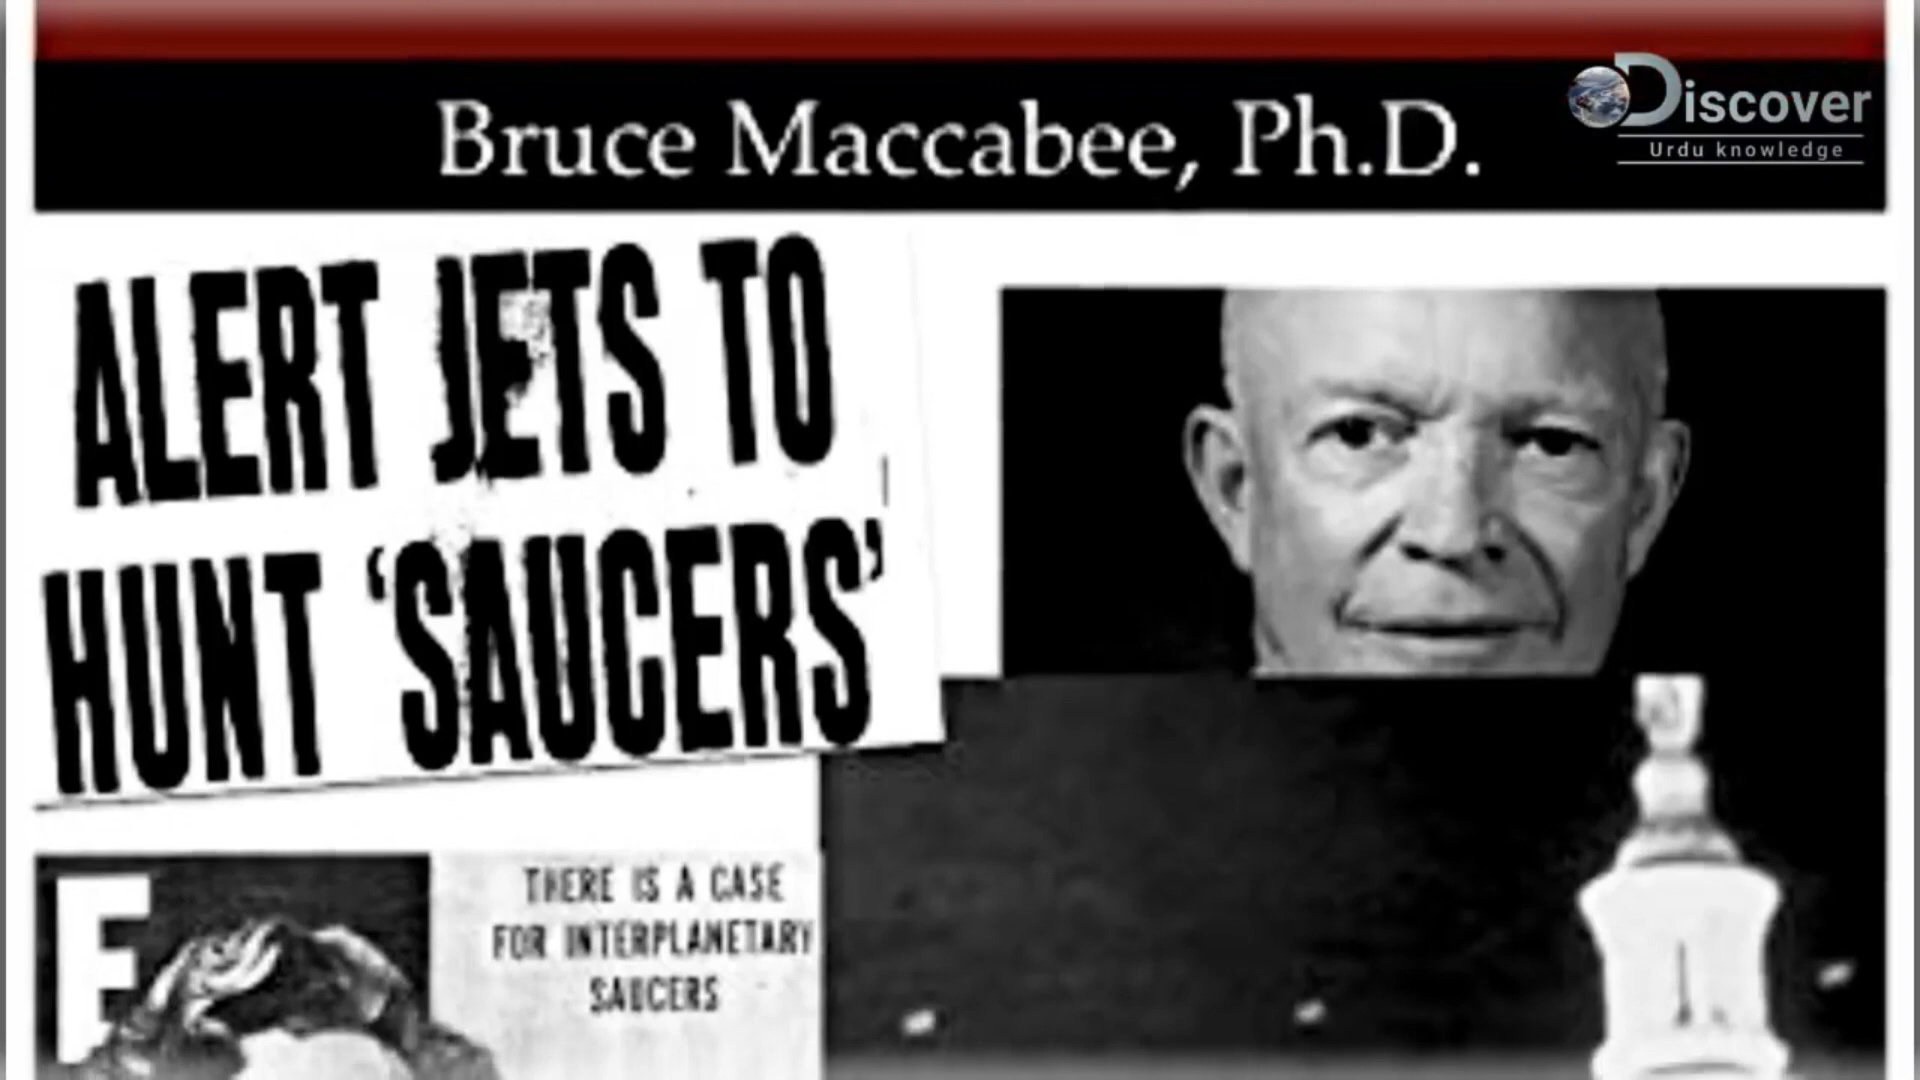 Bruce Maccabee, Ph.D.
Discover
Urdu knowledge
ALERT JETS TO
HUNT ‘SAUCERS’
THERE IS A CASE
FOR INTERPLANETARY
SAUCERS